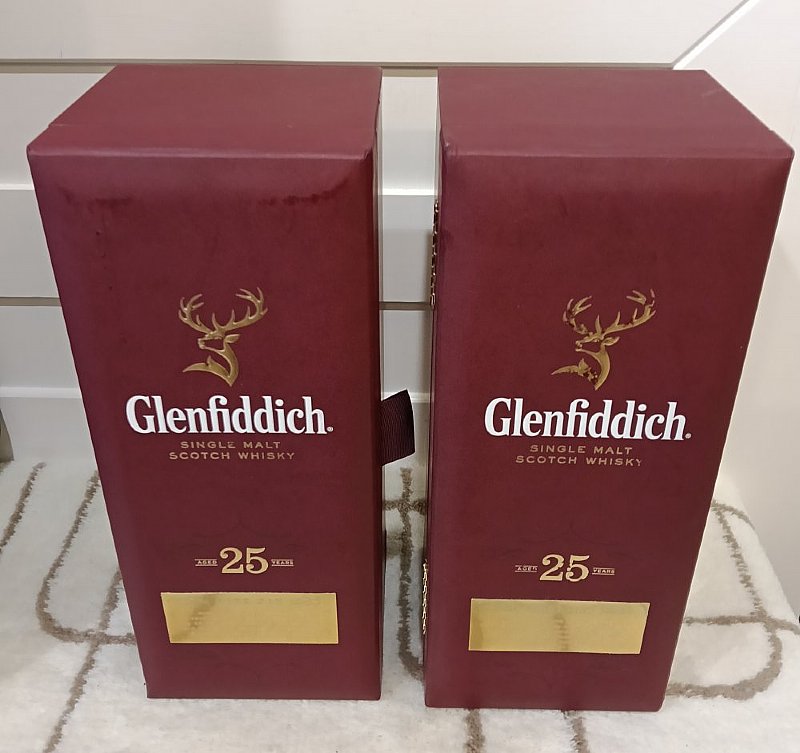 Glenfiddich®
SINGLE MALT
SCOTCH WHISKY
AGED 25 YEARS
Glenfiddich®
SINGLE MALT
SCOTCH WHISKY
AGED 25 YEARS